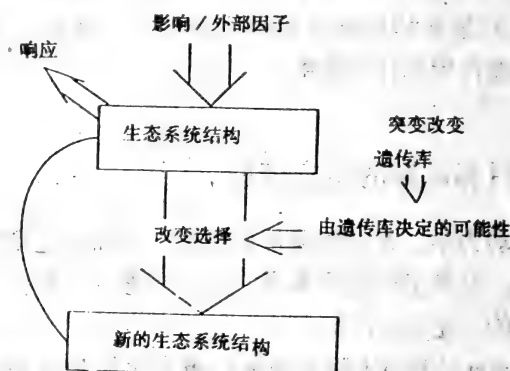 影响／外部因子
响应
生态系统结构
突变改变
遗传库
由遗传库决定的可能性
改变选择
新的生态系统结构